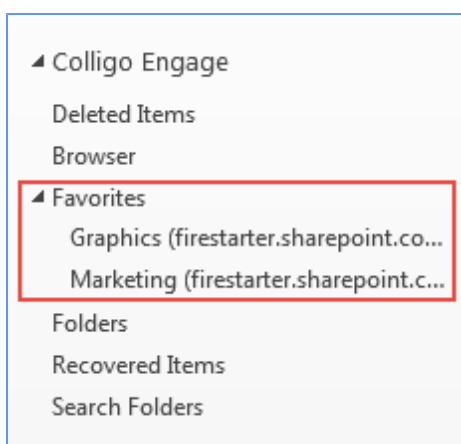 Colligo Engage
Deleted Items
Browser
Favorites
Graphics (firestarter.sharepoint.co...
Marketing (firestarter.sharepoint.c...
Folders
Recovered Items
Search Folders